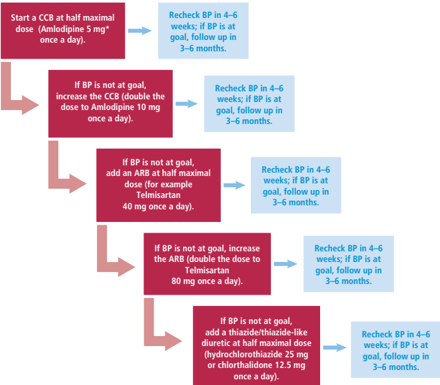 Start a CCB at half maximal
dose (Amlodipine 5 mg*
once a day).
Recheck BP in 4–6
weeks; if BP is at
goal, follow up in
3–6 months.
If BP is not at goal,
increase the CCB (double the
dose to Amlodipine 10 mg
once a day).
Recheck BP in 4–6
weeks; if BP is at
goal, follow up in
3–6 months.
If BP is not at goal,
add an ARB at half maximal
dose (for example
Telmisartan
40 mg once a day).
Recheck BP in 4–6
weeks; if BP is at
goal, follow up in
3–6 months.
If BP is not at goal, increase
the ARB (double the dose to
Telmisartan
80 mg once a day).
Recheck BP in 4–6
weeks; if BP is at
goal, follow up in
3–6 months.
If BP is not at goal,
add a thiazide/thiazide-like
diuretic at half maximal dose
(hydrochlorothiazide 25 mg
or chlorthalidone 12.5 mg
once a day).
Recheck BP in 4–6
weeks; if BP is at
goal, follow up in
3–6 months.